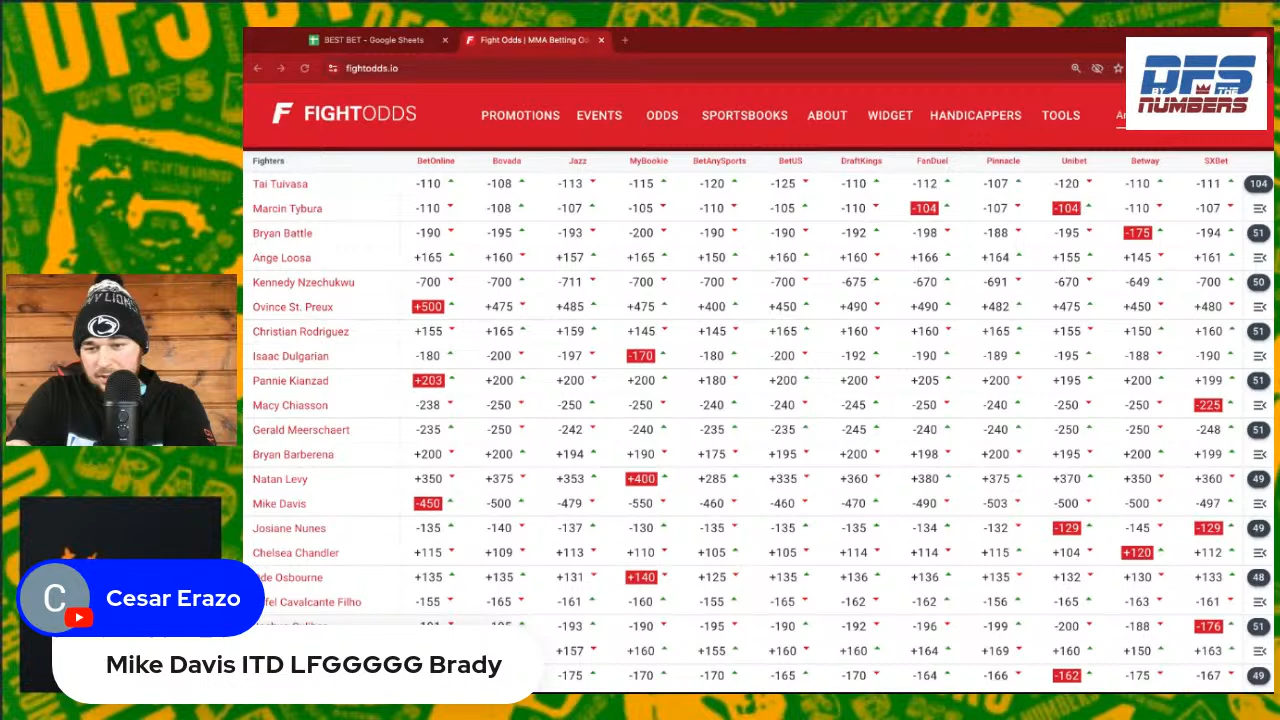 BEST BET - Google Sheets × Fight Odds | MMA Betting Od × +
fightodds.io
DFS
BY THE
NUMBERS
FIGHTODDS PROMOTIONS EVENTS ODDS SPORTSBOOKS ABOUT WIDGET HANDICAPPERS TOOLS
Fighters BetOnline Bovada Jazz MyBookie BetAnySports BetUS DraftKings FanDuel Pinnacle Unibet Betway SXBet
Tai Tuivasa -110 -108 -113 -115 -120 -125 -110 -112 -107 -120 -110 -111 104
Marcin Tybura -110 -108 -107 -105 -110 -105 -110 -104 -107 -104 -110 -107
Bryan Battle -190 -195 -193 -200 -190 -190 -192 -198 -188 -195 -175 -194 51
Ange Loosa +165 +160 +157 +165 +150 +160 +160 +166 +164 +155 +145 +161
Kennedy Nzechukwu -700 -700 -711 -700 -700 -700 -675 -670 -691 -670 -649 -700 50
Ovince St. Preux +500 +475 +485 +475 +400 +450 +490 +490 +482 +475 +450 +480
Christian Rodriguez +155 +165 +159 +145 +145 +165 +160 +160 +165 +155 +150 +160 51
Isaac Dulgarian -180 -200 -197 -170 -180 -200 -192 -190 -189 -195 -188 -190
Pannie Kianzad +203 +200 +200 +200 +180 +200 +200 +205 +200 +195 +200 +199 51
Macy Chiasson -238 -250 -250 -250 -240 -240 -245 -250 -240 -250 -250 -225
Gerald Meerschaert -235 -250 -242 -240 -235 -235 -245 -240 -240 -250 -250 -248 51
Bryan Barberena +200 +200 +194 +190 +175 +195 +200 +198 +200 +195 +200 +199
Natan Levy +350 +375 +353 +400 +285 +335 +360 +380 +375 +370 +350 +360 49
Mike Davis -450 -500 -479 -550 -460 -460 -470 -490 -503 -500 -500 -497
Josiane Nunes -135 -140 -137 -130 -135 -135 -135 -134 -132 -129 -145 -129 49
Chelsea Chandler +115 +109 +113 +110 +105 +105 +114 +114 +115 +104 +120 +112
de Osbourne +135 +135 +131 +140 +125 +135 +136 +136 +135 +132 +130 +133 48
fel Cavalcante Filho -155 -165 -161 -160 -155 -165 -162 -162 -156 -165 -163 -161
-193 -190 -195 -190 -192 -196 -199 -200 -188 -176 51
+157 +160 +155 +160 +160 +164 +169 +160 +150 +163
-175 -170 -170 -165 -170 -164 -166 -162 -175 -167 49
C Cesar Erazo
Mike Davis ITD LFGGGGG Brady